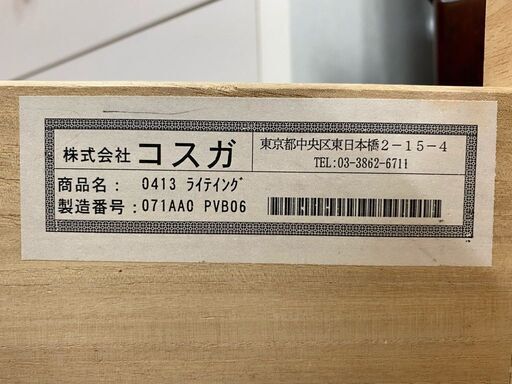 株式会社 コスガ
東京都中央区東日本橋2-15-4
TEL:03-3862-6711
商品名: 0413 ﾗｲﾃｲﾝｸﾞ
製造番号:071AA0 PVB06